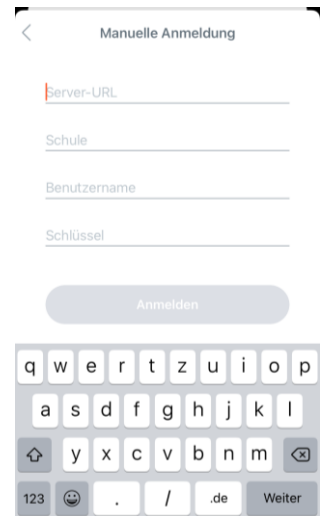 Manuelle Anmeldung
Server-URL
Schule
Benutzername
Schlüssel
Anmelden
q w e r t z u i o p
a s d f g h j k l
y x c v b n m
123 . / .de Weiter